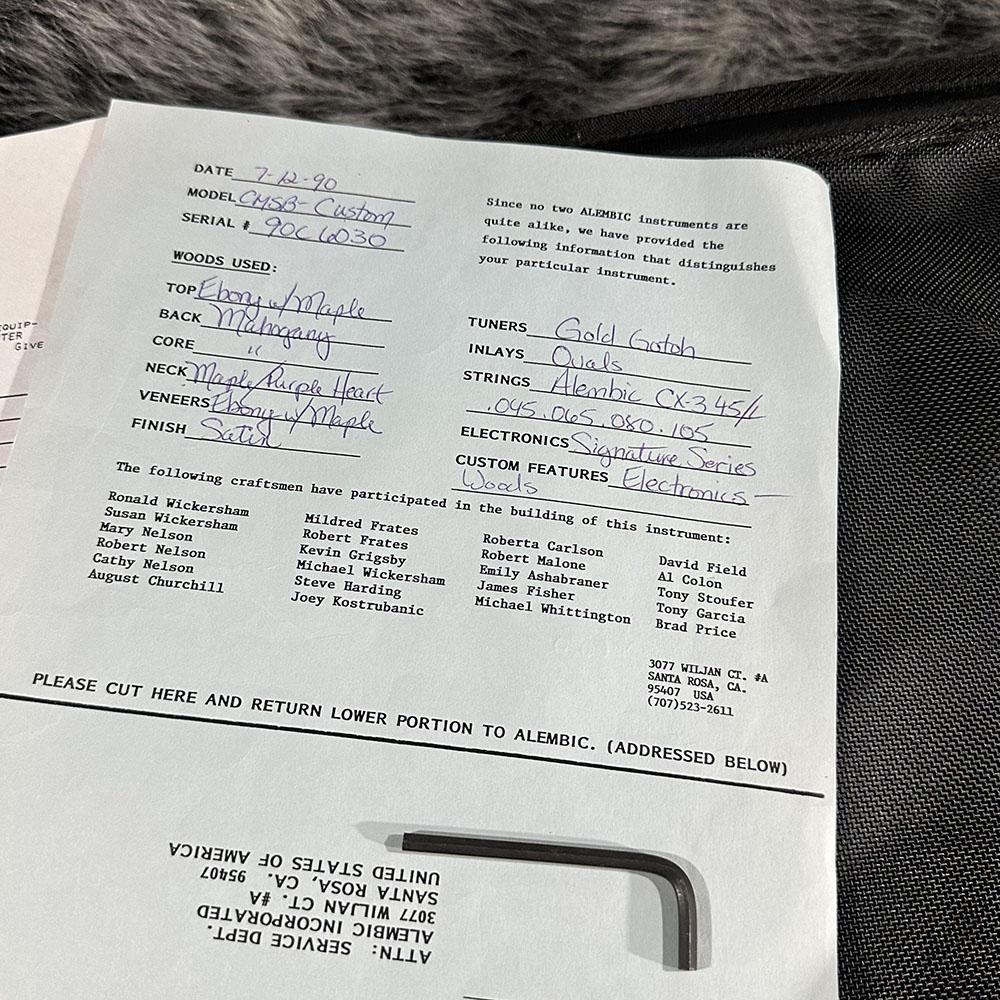 DATE 7-12-90
MODEL CMSB-Custom
SERIAL # 90C6030
WOODS USED:
TOP Ebony w/Maple
BACK Mahogany
CORE "
NECK Maple/Purple Heart
VENEERS Ebony w/Maple
FINISH Satin
Since no two ALEMBIC instruments are
quite alike, we have provided the
following information that distinguishes
your particular instrument.
TUNERS Gold Gotoh
INLAYS Ovals
STRINGS Alembic CX-3
.045.065.080.105
ELECTRONICS Signature Series
CUSTOM FEATURES Electronics—
Woods
The following craftsmen have participated in the building of this instrument:
Ronald Wickersham
Susan Wickersham
Mary Nelson
Robert Nelson
Cathy Nelson
August Churchill
Mildred Frates
Robert Frates
Kevin Grigsby
Michael Wickersham
Steve Harding
Joey Kostrubanic
Roberta Carlson
Robert Malone
Emily Ashabraner
James Fisher
Michael Whittington
David Field
Al Colon
Tony Stoufer
Tony Garcia
Brad Price
3077 WILJAN CT. #A
SANTA ROSA, CA.
95407 USA
(707)523-2611
PLEASE CUT HERE AND RETURN LOWER PORTION TO ALEMBIC. (ADDRESSED BELOW)
ATTN: SERVICE DEPT.
ALEMBIC INCORPORATED
3077 WILJAN CT. #A
SANTA ROSA, CA. 95407
UNITED STATES OF AMERICA
GIVE